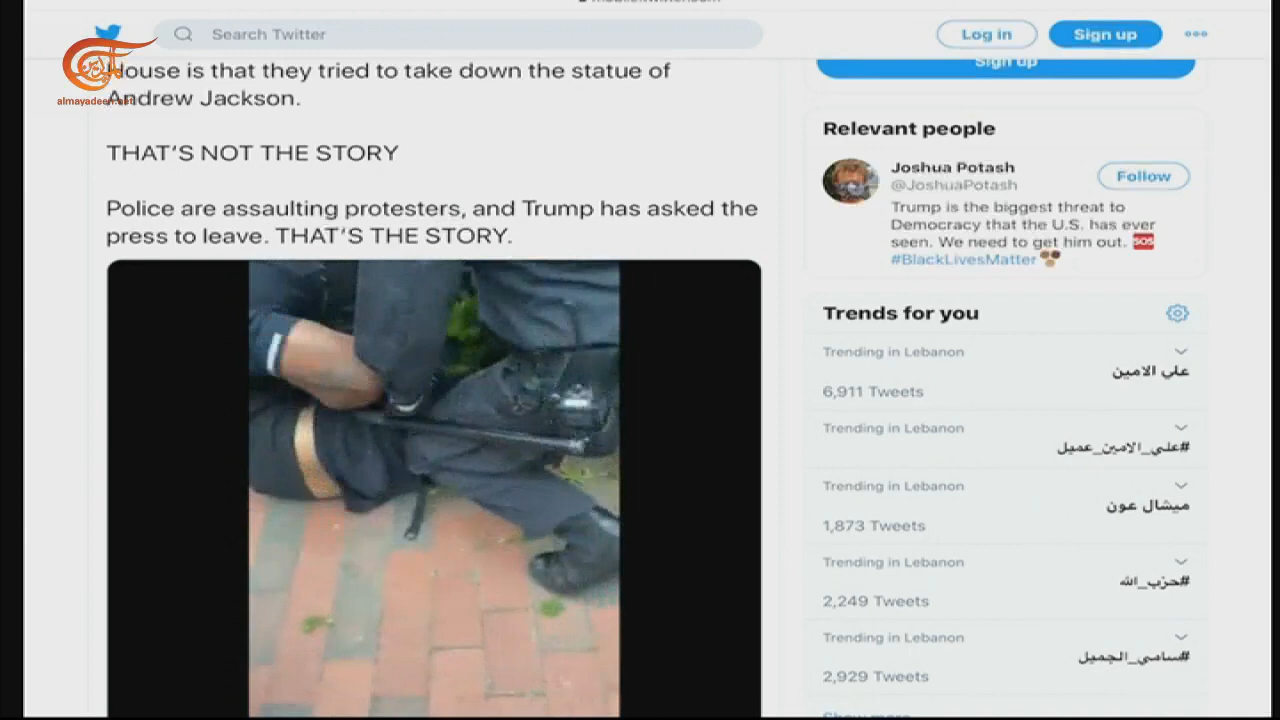 Search Twitter
Log in
Sign up
almayadeen.net
House is that they tried to take down the statue of
Andrew Jackson.
THAT'S NOT THE STORY
Police are assaulting protesters, and Trump has asked the
press to leave. THAT'S THE STORY.
Sign up
Relevant people
Joshua Potash
@JoshuaPotash
Follow
Trump is the biggest threat to
Democracy that the U.S. has ever
seen. We need to get him out. 🆘
#BlackLivesMatter
Trends for you
Trending in Lebanon
علي الامين
6,911 Tweets
Trending in Lebanon
#علي_الامين_عميل
Trending in Lebanon
ميشال عون
1,873 Tweets
Trending in Lebanon
#حزب_الله
2,249 Tweets
Trending in Lebanon
#سامي_الجميل
2,929 Tweets
Show more